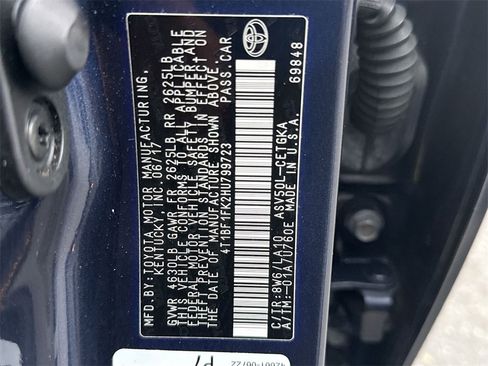 MFD. BY: TOYOTA MOTOR MANUFACTURING,
KENTUCKY, INC. 06/17
GVWR 4630LB GAWR FR 2625LB RR 2625LB
THIS VEHICLE CONFORMS TO ALL APPLICABLE
FEDERAL MOTOR VEHICLE SAFETY, BUMPER, AND
THEFT PREVENTION STANDARDS IN EFFECT ON
THE DATE OF MANUFACTURE SHOWN ABOVE.
4T1BF1FK2HU799723 PASS.CAR
C/TR: 8W6/LA10 ASV50L-CETGKA
A/TM: -01A/U760E MADE IN U.S.A.
69848